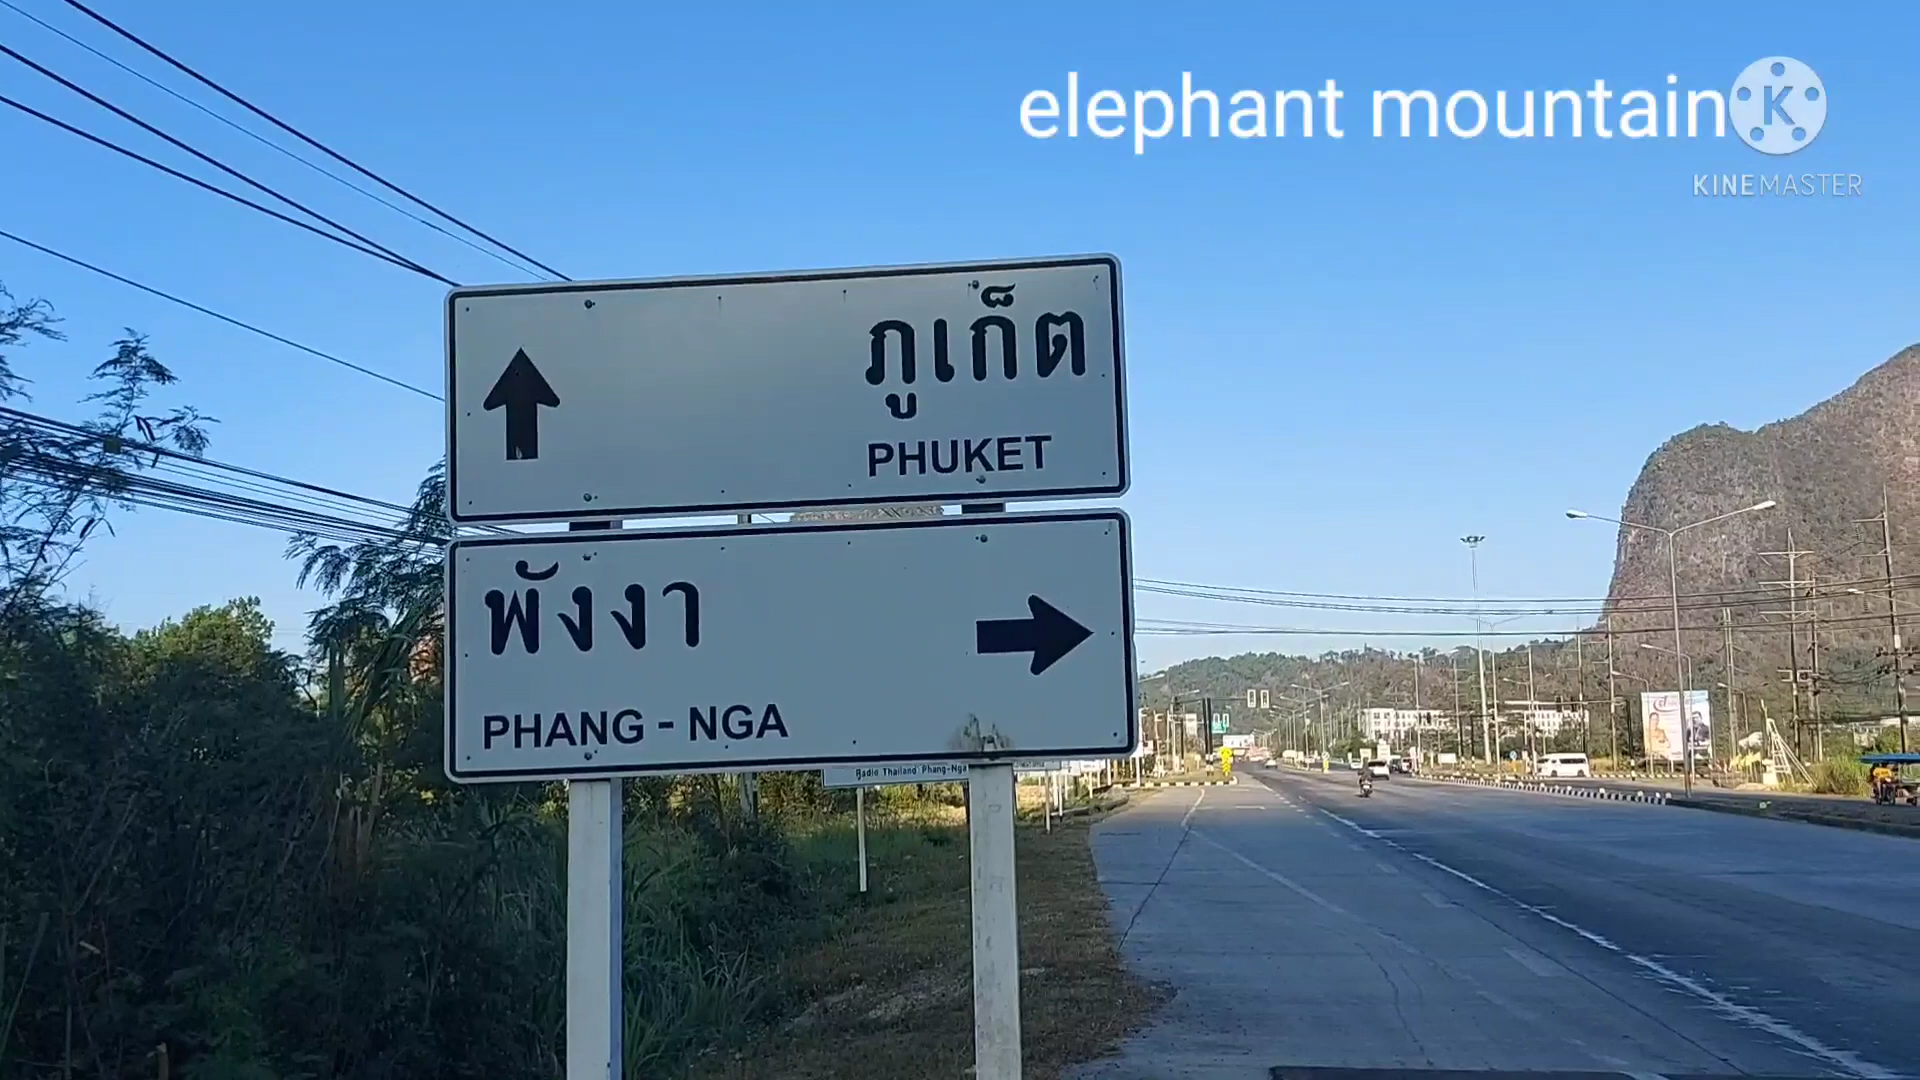 elephant mountain
K
KINEMASTER
ภูเก็ต
PHUKET
พังงา
PHANG - NGA
Radio Thailand Phang-Nga